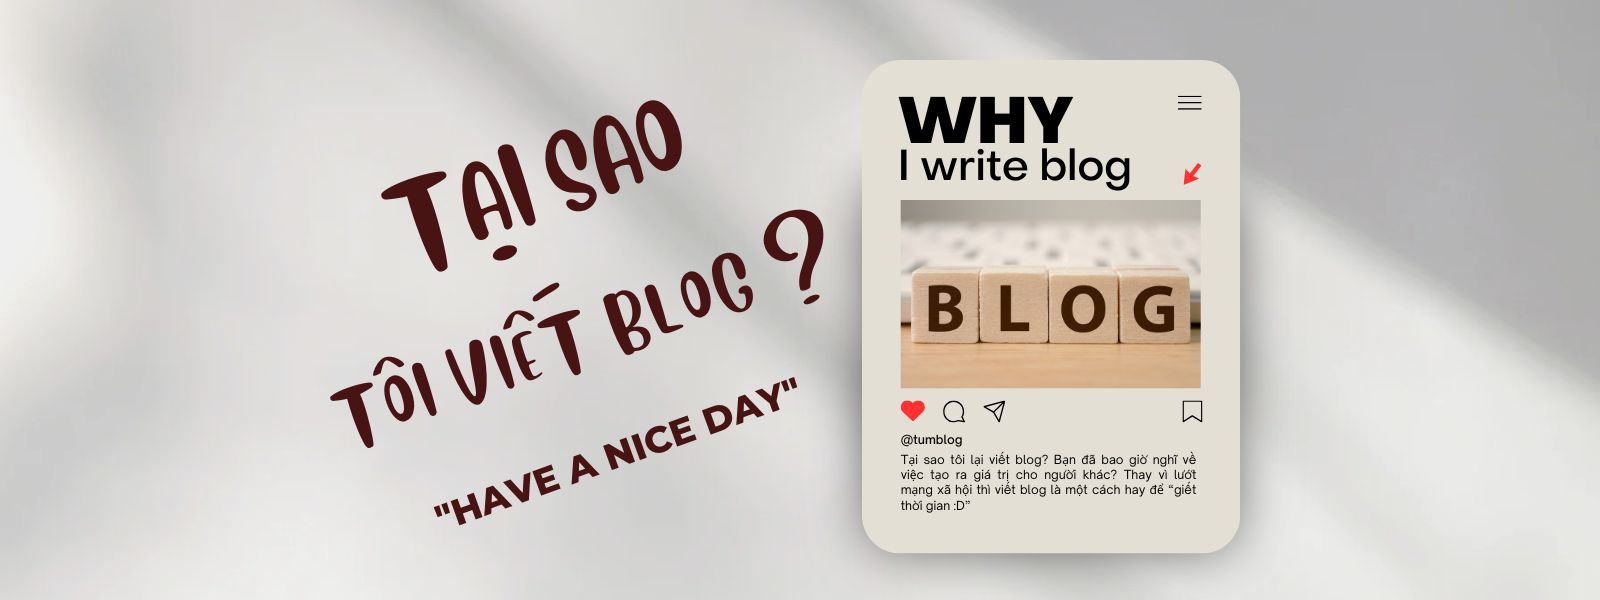 TẠI SAO
TÔI VIẾT BLOG ?
"HAVE A NICE DAY"
WHY
I write blog
BLOG
@tumblog
Tại sao tôi lại viết blog? Bạn đã bao giờ nghĩ về
việc tạo ra giá trị cho người khác? Thay vì lướt
mạng xã hội thì viết blog là một cách hay để “giết
thời gian :D”